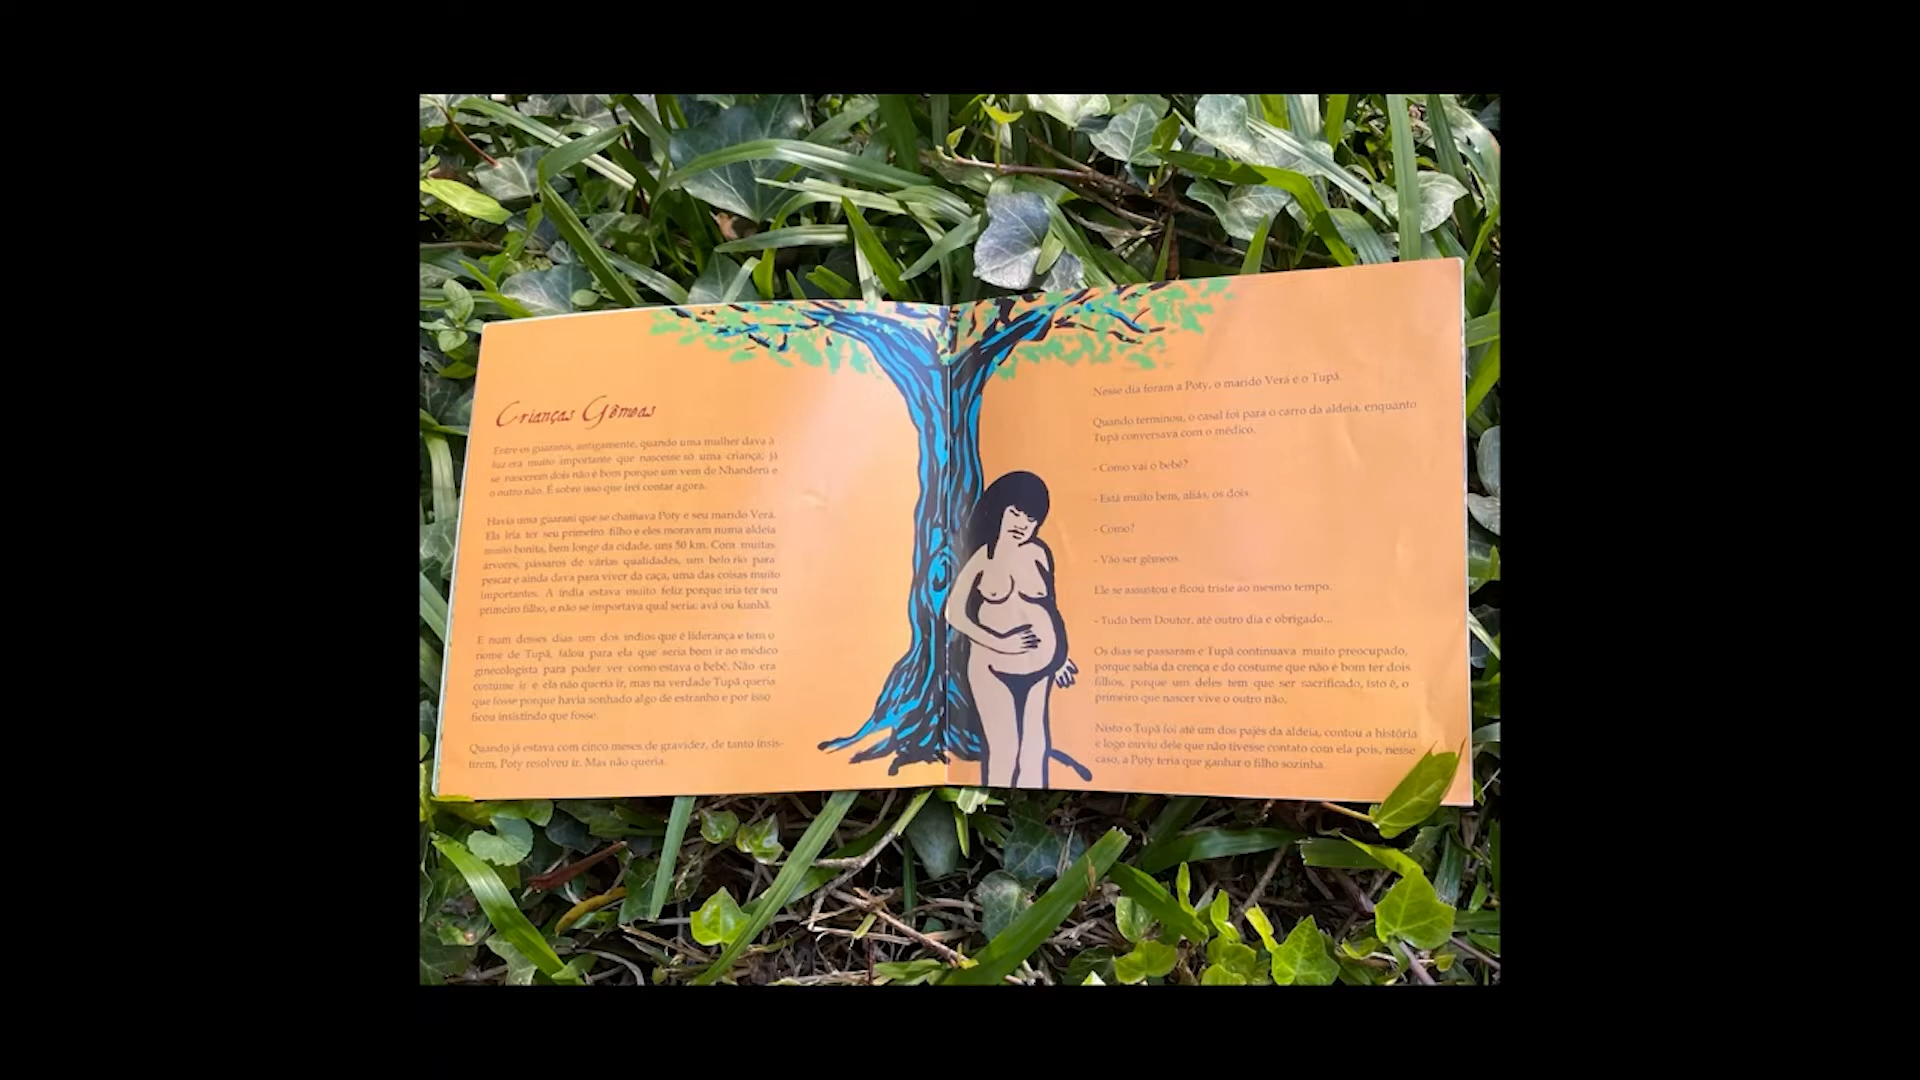 Crianças Gêmeas
Entre os guaranis, antigamente, quando uma mulher dava à
luz era muito importante que nascesse só uma criança; já
se nascerem dois não é bom porque um vem de Nhanderú e
o outro não. É sobre isso que irei contar agora.
Havia uma guarani que se chamava Poty e seu marido Verá.
Ela iria ter seu primeiro filho e eles moravam numa aldeia
muito bonita, bem longe da cidade, uns 50 km. Com muitas
árvores, pássaros de várias qualidades, um belo rio para
pescar e ainda dava para viver da caça, uma das coisas muito
importantes. A índia estava muito feliz porque iria ter seu
primeiro filho, e não se importava qual seria: avá ou kunhã.
E num desses dias um dos índios que é liderança e tem o
nome de Tupã, falou para ela que seria bom ir ao médico
ginecologista para poder ver como estava o bebê. Não era
costume ir e ela não queria ir, mas na verdade Tupã queria
que fosse porque havia sonhado algo de estranho e por isso
ficou insistindo que fosse.
Quando já estava com cinco meses de gravidez, de tanto insis-
tirem, Poty resolveu ir. Mas não queria.
Nesse dia foram a Poty, o marido Verá e o Tupã.
Quando terminou, o casal foi para o carro da aldeia, enquanto
Tupã conversava com o médico.
- Como vai o bebê?
- Está muito bem, aliás, os dois.
- Como?
- Vão ser gêmeos.
Ele se assustou e ficou triste ao mesmo tempo.
- Tudo bem Doutor, até outro dia e obrigado...
Os dias se passaram e Tupã continuava muito preocupado,
porque sabia da crença e do costume que não é bom ter dois
filhos, porque um deles tem que ser sacrificado, isto é, o
primeiro que nascer vive o outro não.
Nisto o Tupã foi até um dos pajés da aldeia, contou a história
e logo ouviu dele que não tivesse contato com ela pois, nesse
caso, a Poty teria que ganhar o filho sozinha.